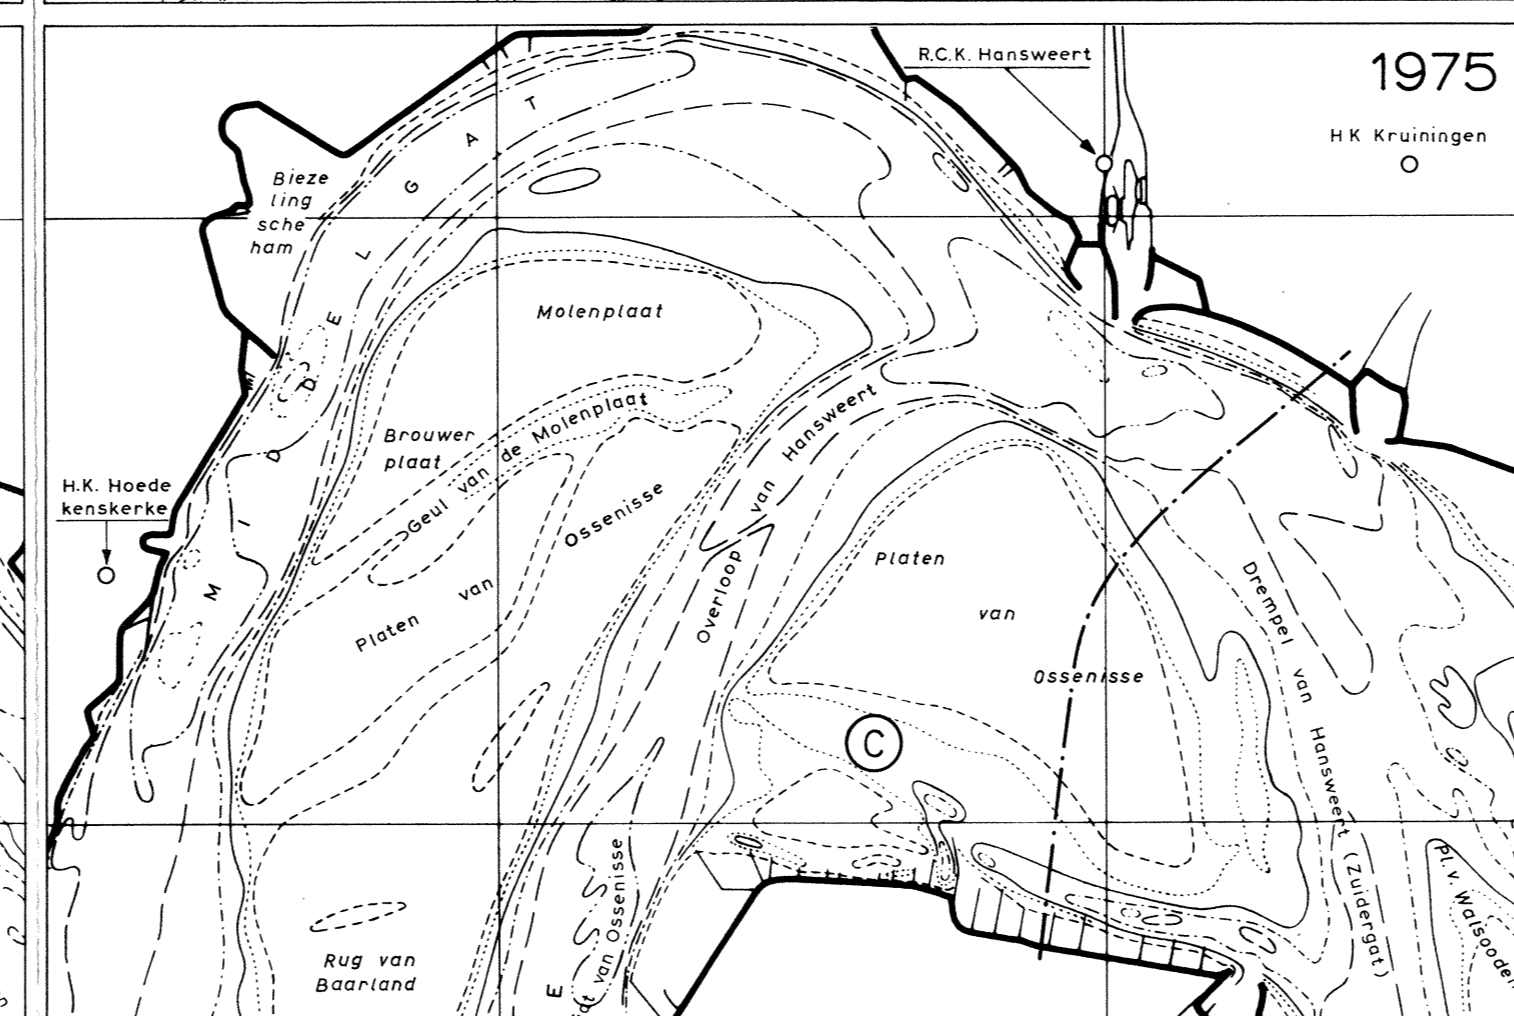 R.C.K. Hansweert
1975
H K Kruiningen
Bieze
ling
sche
ham
MIDDELGAT
Molenplaat
Brouwer
plaat
Geul van de Molenplaat
Overloop van Hansweert
H.K. Hoede
kenskerke
Platen van Ossenisse
Platen
van
Ossenisse
Drempel van Hansweert (Zuidergat)
C
Pl. v. Walsoorden
van Ossenisse
E
Rug van
Baarland